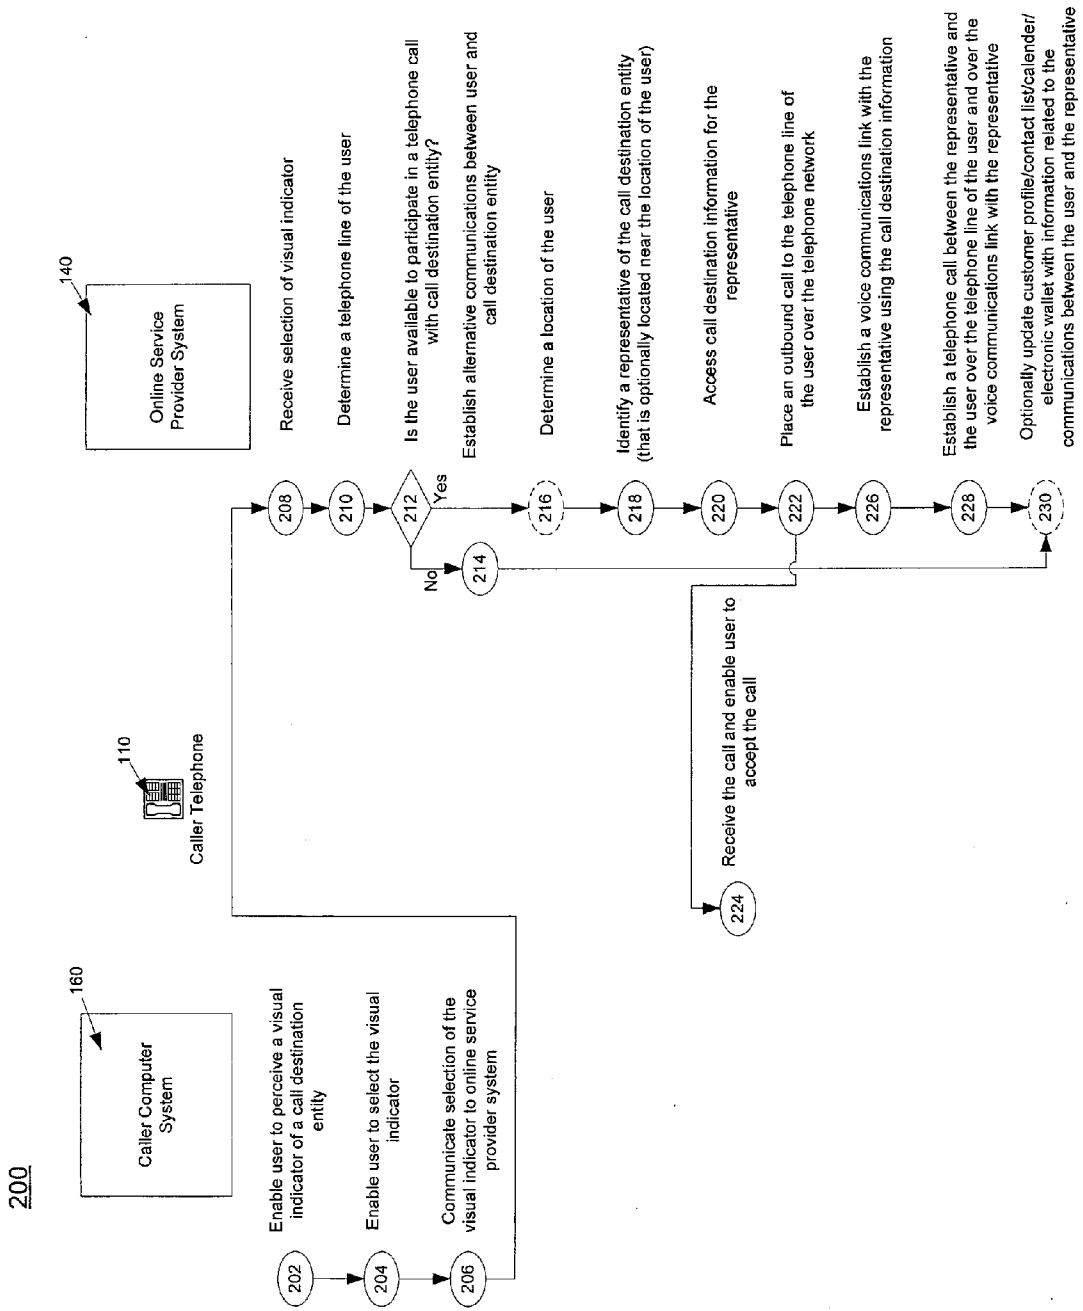 200
Caller Computer
System
160
Caller Telephone
110
Online Service
Provider System
140
202
Enable user to perceive a visual
indicator of a call destination
entity
204
Enable user to select the visual
indicator
206
Communicate selection of the
visual indicator to online service
provider system
208
Receive selection of visual indicator
210
Determine a telephone line of the user
212
Is the user available to participate in a telephone call
with call destination entity?
No
Yes
214
Establish alternative communications between user and
call destination entity
216
Determine a location of the user
218
Identify a representative of the call destination entity
(that is optionally located near the location of the user)
220
Access call destination information for the
representative
222
Place an outbound call to the telephone line of
the user over the telephone network
224
Receive the call and enable user to
accept the call
226
Establish a voice communications link with the
representative using the call destination information
228
Establish a telephone call between the representative and
the user over the telephone line of the user and over the
voice communications link with the representative
230
Optionally update customer profile/contact list/calender/
electronic wallet with information related to the
communications between the user and the representative